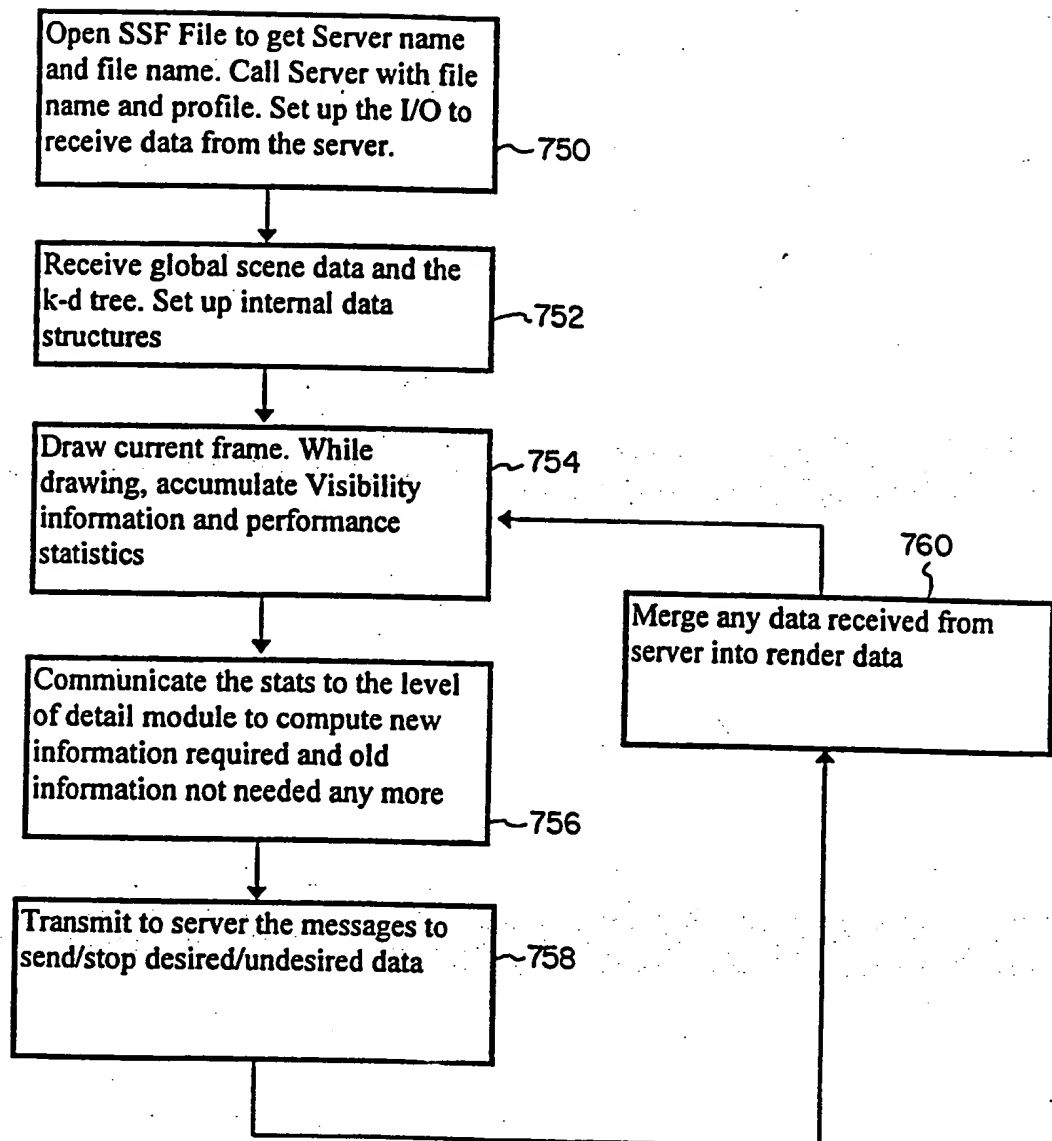 Open SSF File to get Server name
and file name. Call Server with file
name and profile. Set up the I/O to
receive data from the server.
750
Receive global scene data and the
k-d tree. Set up internal data
structures
752
Draw current frame. While
drawing, accumulate Visibility
information and performance
statistics
754
760
Merge any data received from
server into render data
Communicate the stats to the level
of detail module to compute new
information required and old
information not needed any more
756
Transmit to server the messages to
send/stop desired/undesired data
758